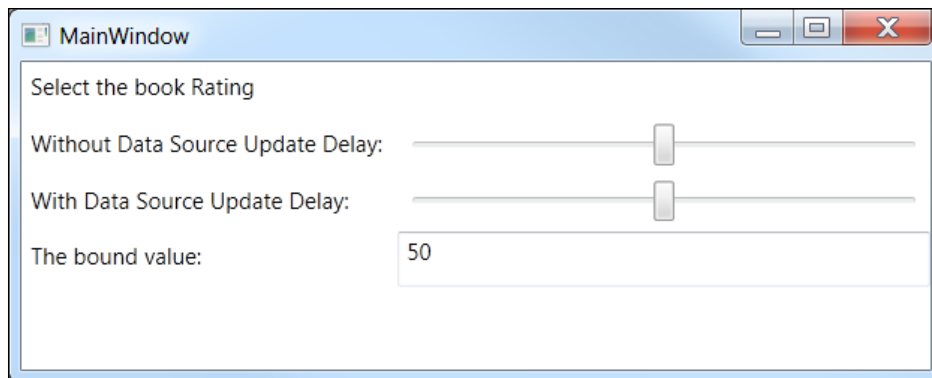 MainWindow
Select the book Rating
Without Data Source Update Delay:
With Data Source Update Delay:
The bound value: 50